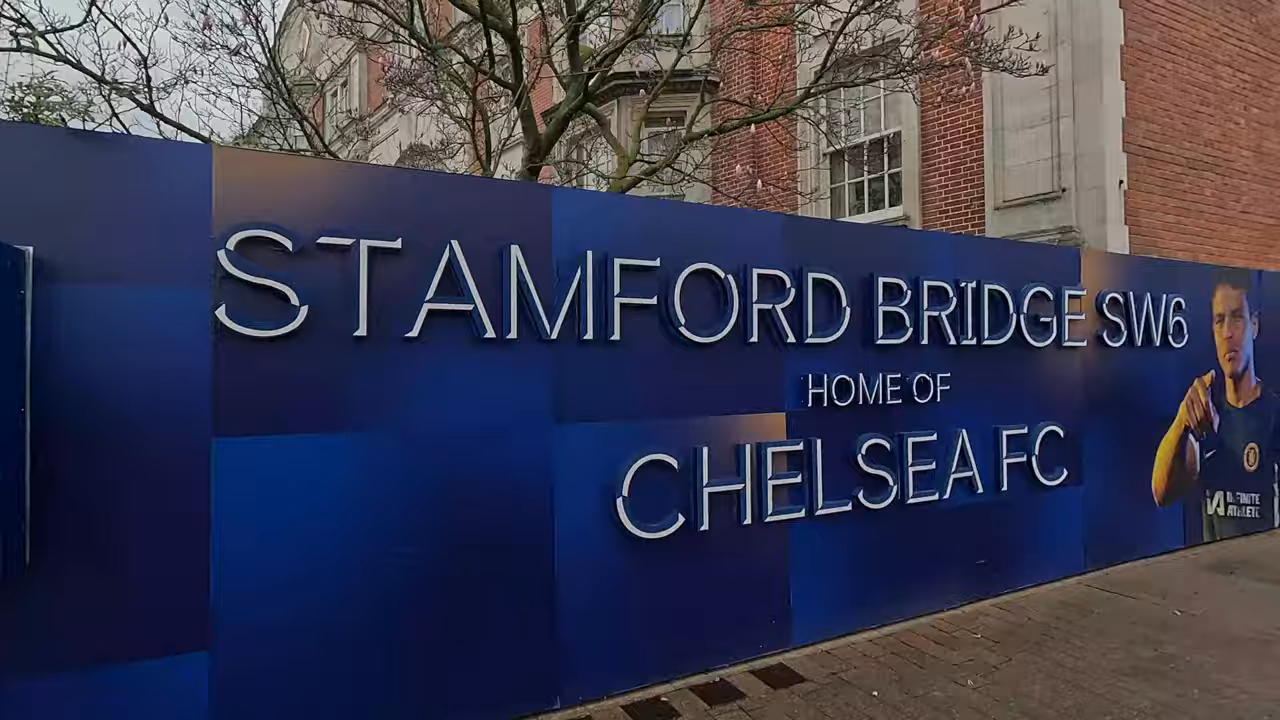 STAMFORD BRIDGE SW6
HOME OF
CHELSEA FC
INFINITE
ATHLETE